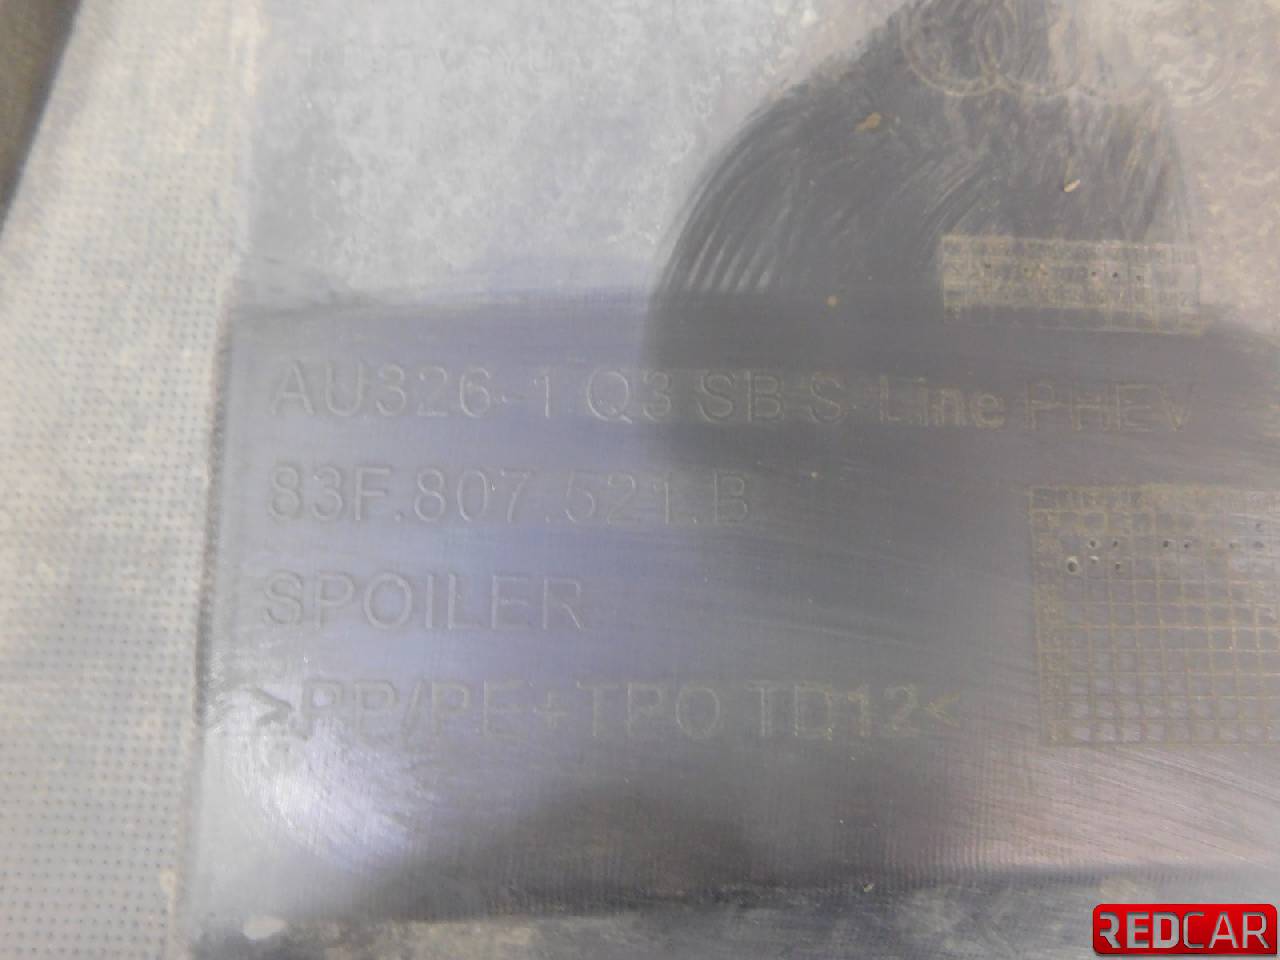 AU326-1 Q3 SB S-Line PHEV
83F.807.521.B
SPOILER
>PP/PE+TPO TD12<
REDCAR